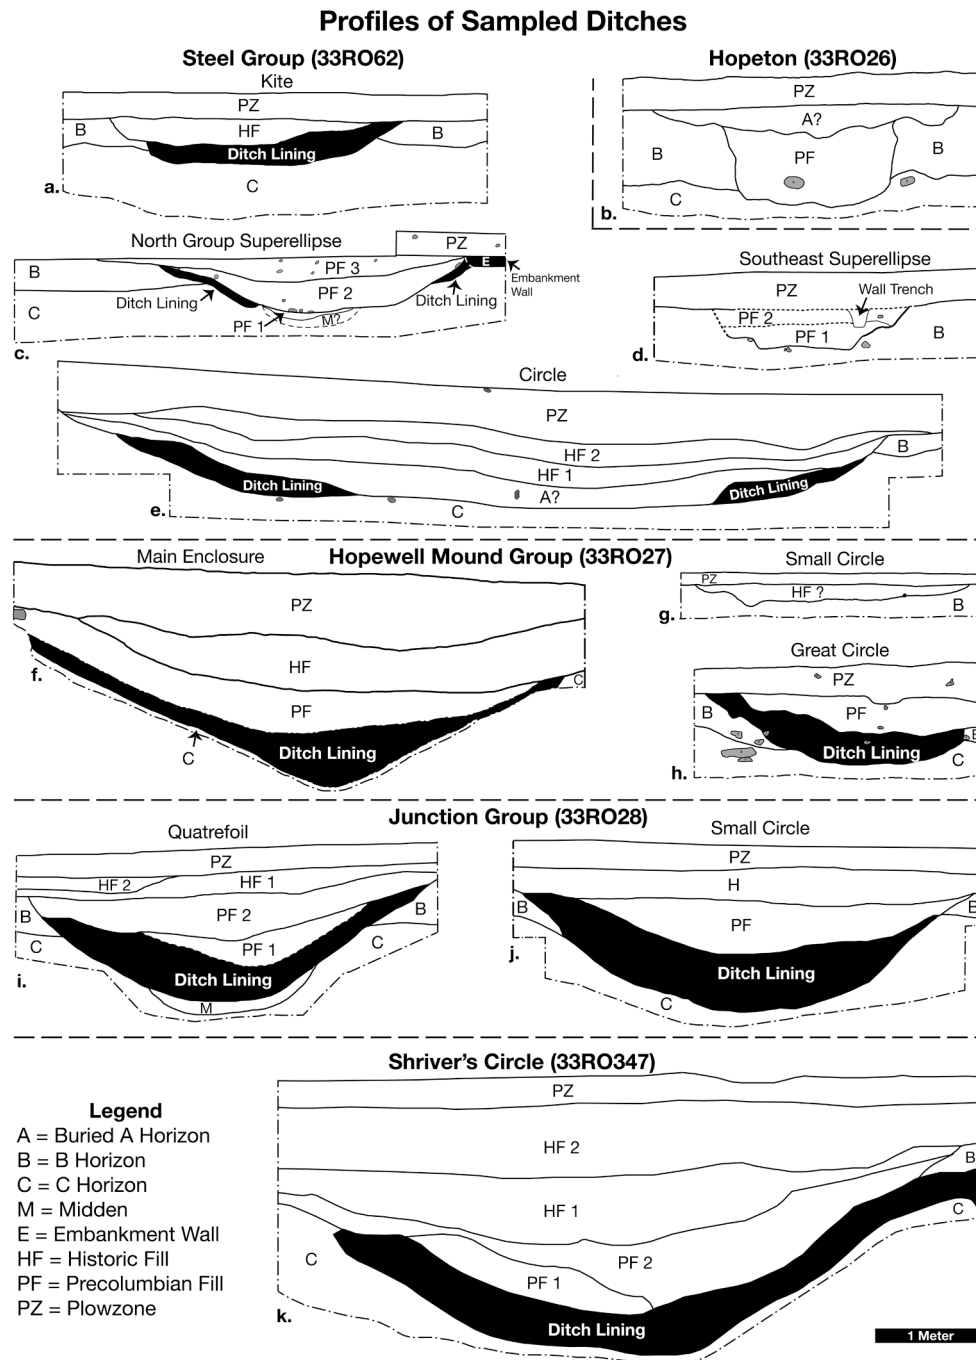 Profiles of Sampled Ditches
Steel Group (33RO62)
Kite
PZ
B
HF
B
Ditch Lining
C
a.
Hopeton (33RO26)
PZ
A?
B
PF
B
C
b.
North Group Superellipse
PZ
B
PF 3
E
Embankment
Wall
PF 2
Ditch Lining
Ditch Lining
C
PF 1
M?
c.
Southeast Superellipse
PZ
Wall Trench
PF 2
PF 1
B
d.
Circle
PZ
HF 2
B
HF 1
Ditch Lining
A?
Ditch Lining
C
e.
Hopewell Mound Group (33RO27)
Main Enclosure
PZ
HF
f.
C
PF
Ditch Lining
C
Small Circle
PZ
HF ?
B
g.
Great Circle
PZ
B
PF
Ditch Lining
C
h.
Junction Group (33RO28)
Quatrefoil
PZ
HF 2
HF 1
B
PF 2
B
C
PF 1
C
Ditch Lining
M
i.
Small Circle
PZ
H
B
PF
B
Ditch Lining
C
j.
Shriver's Circle (33RO347)
PZ
HF 2
B
HF 1
C
C
PF 2
PF 1
Ditch Lining
k.
Legend
A = Buried A Horizon
B = B Horizon
C = C Horizon
M = Midden
E = Embankment Wall
HF = Historic Fill
PF = Precolumbian Fill
PZ = Plowzone
1 Meter